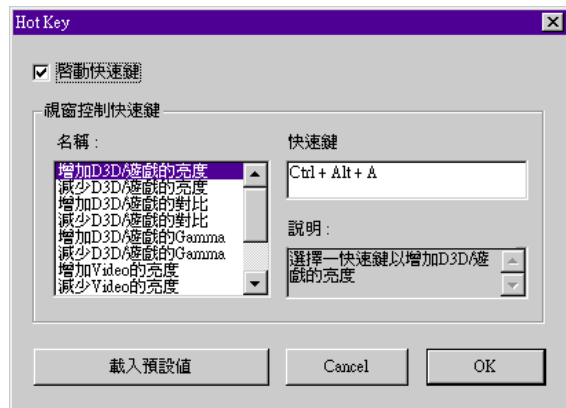 Hot Key
啓動快速鍵
視窗控制快速鍵
名稱：
增加D3D/遊戲的亮度
減少D3D/遊戲的亮度
增加D3D/遊戲的對比
減少D3D/遊戲的對比
增加D3D/遊戲的Gamma
減少D3D/遊戲的Gamma
增加Video的亮度
減少Video的亮度
快速鍵
Ctrl + Alt + A
說明：
選擇一快速鍵以增加D3D/遊
戲的亮度
載入預設值
Cancel
OK